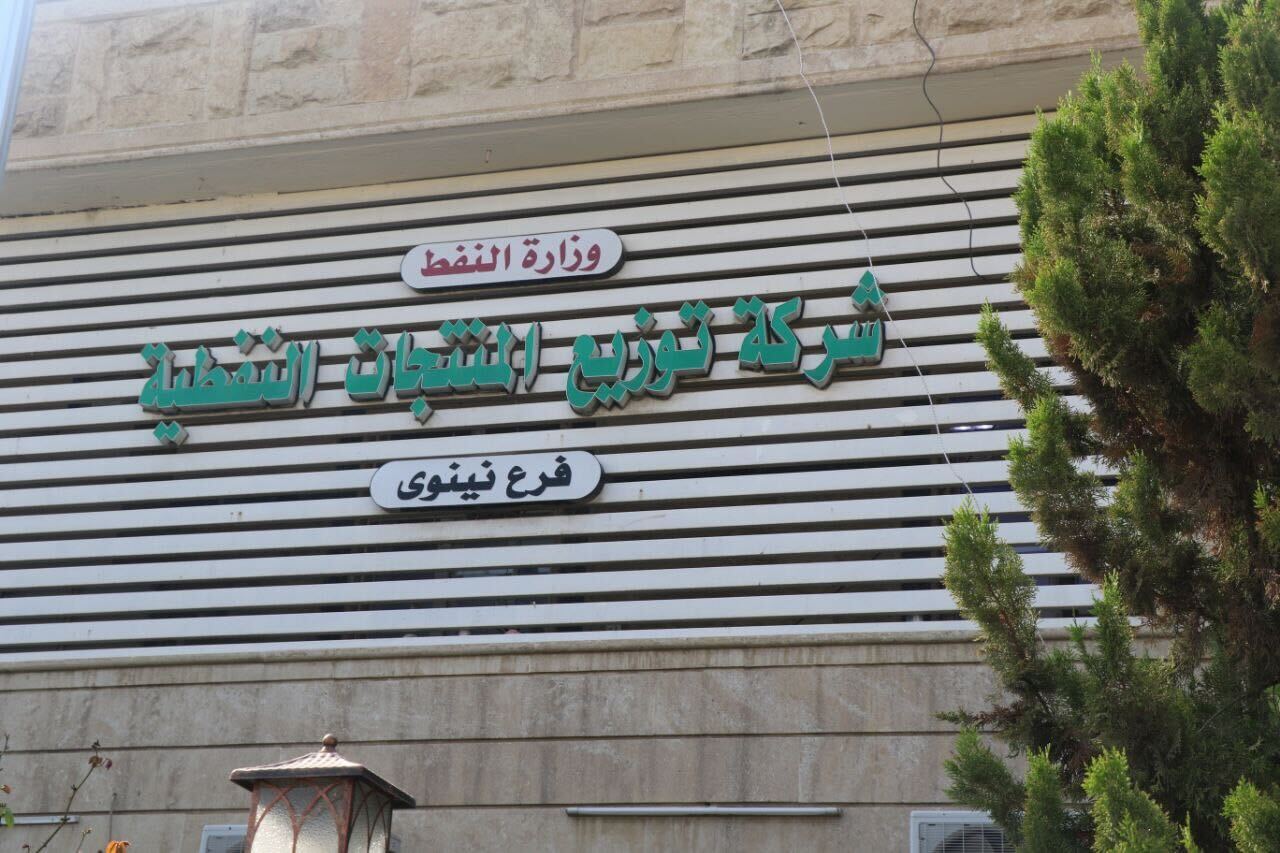 وزارة النفط
شركة توزيع المنتجات النفطية
فرع نينوى